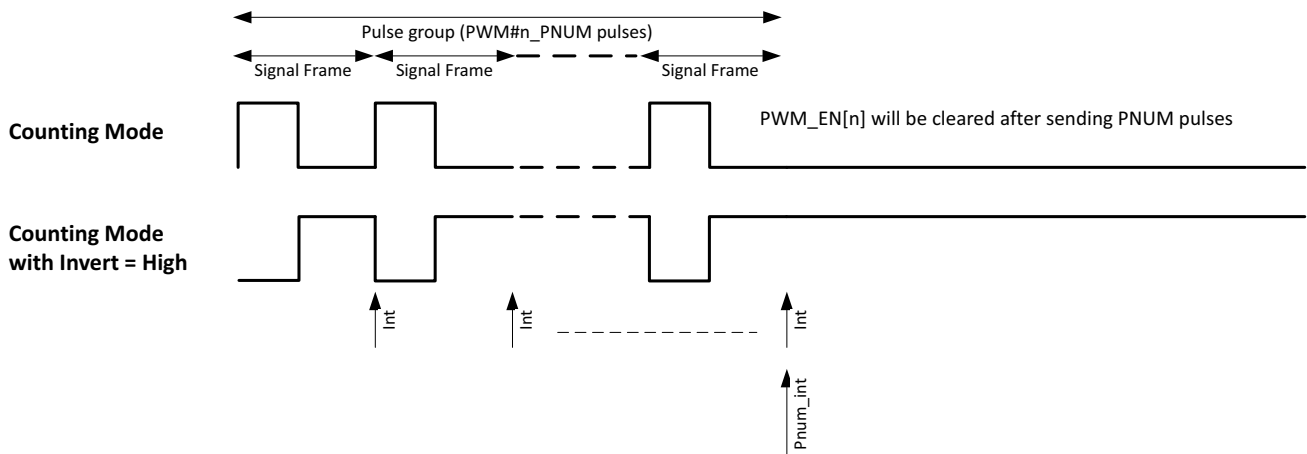 Pulse group (PWM#n_PNUM pulses)
Signal Frame Signal Frame Signal Frame
Counting Mode
PWM_EN[n] will be cleared after sending PNUM pulses
Counting Mode
with Invert = High
Int Int Int
Pnum_int